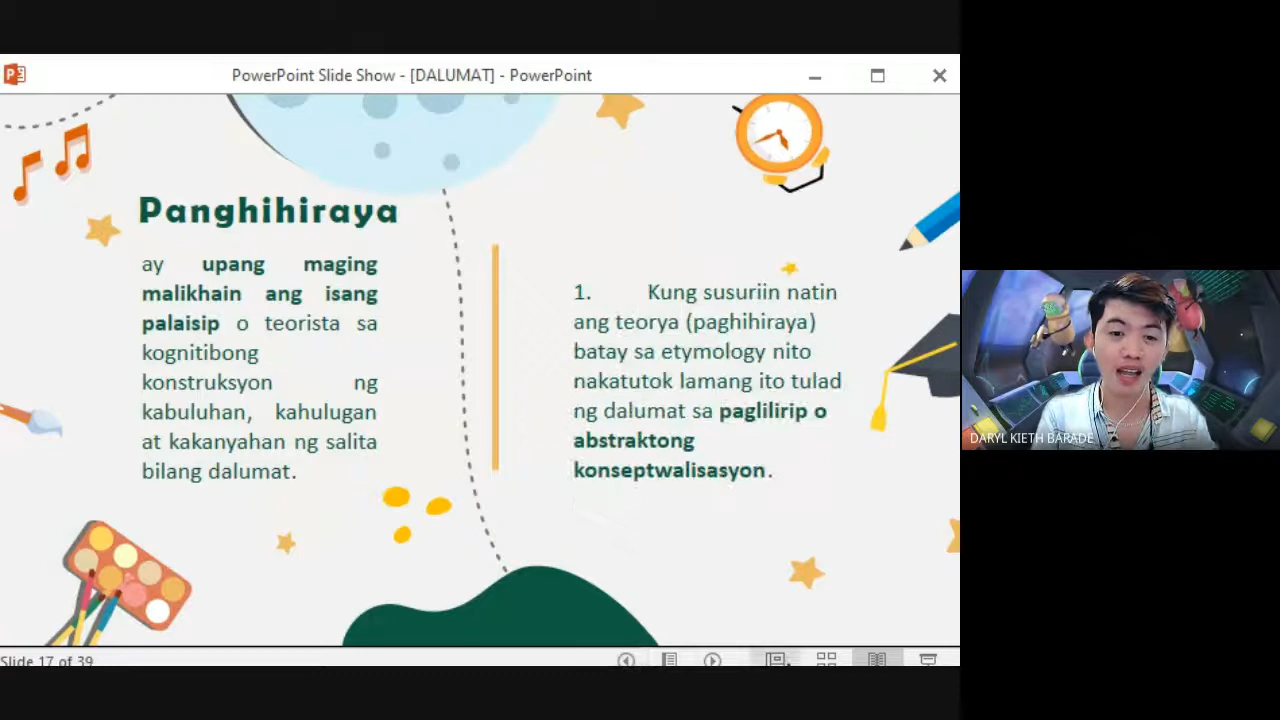 PowerPoint Slide Show - [DALUMAT] - PowerPoint
Panghihiraya
ay upang maging
malikhain ang isang
palaisip o teorista sa
kognitibong
konstruksyon ng
kabuluhan, kahulugan
at kakanyahan ng salita
bilang dalumat.
1. Kung susuriin natin
ang teorya (paghihiraya)
batay sa etymology nito
nakatutok lamang ito tulad
ng dalumat sa paglilirip o
abstraktong
konseptwalisasyon.
DARYL KIETH BARADE
Slide 17 of 39